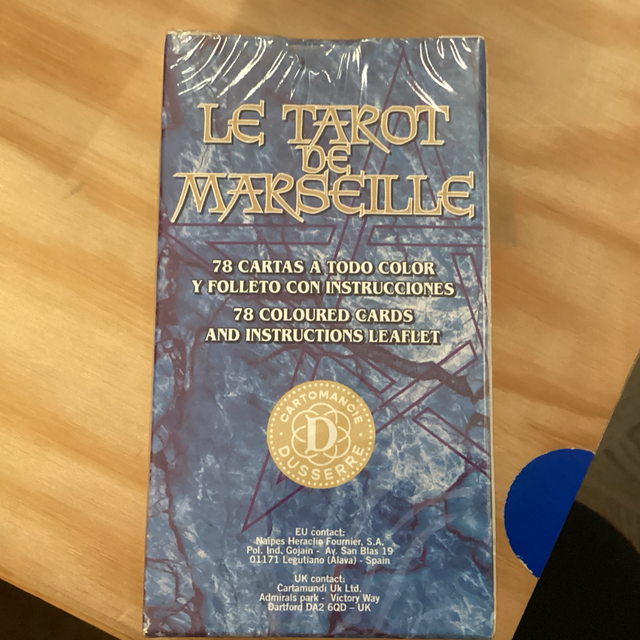 LE TAROT
DE
MARSEILLE
78 CARTAS A TODO COLOR
Y FOLLETO CON INSTRUCCIONES
78 COLOURED CARDS
AND INSTRUCTIONS LEAFLET
CARTOMANCIE
D
DUSSERRE
EU contact:
Naipes Heraclio Fournier, S.A.
Pol. Ind. Gojain - Av. San Blas 19
01171 Legutiano (Álava) - Spain
UK contact:
Cartamundi Uk Ltd.
Admirals park - Victory Way
Dartford DA2 6QD – UK